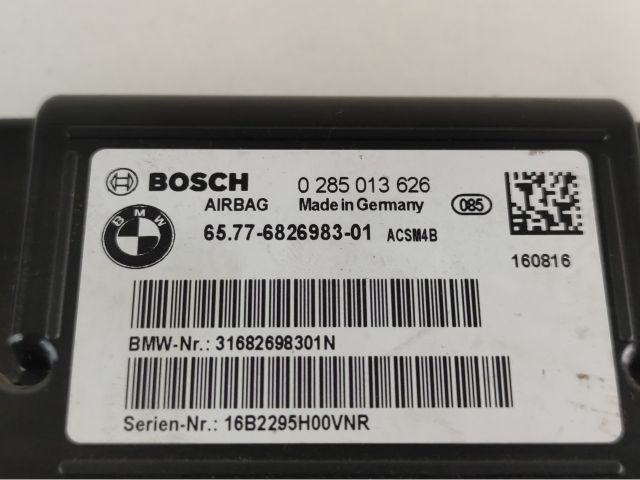 BOSCH 0 285 013 626
AIRBAG Made in Germany 085
BMW 65.77-6826983-01 ACSM4B
160816
BMW-Nr.: 31682698301N
Serien-Nr.: 16B2295H00VNR